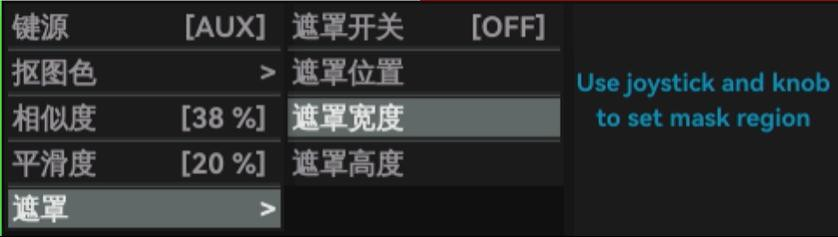 键源 [AUX]
抠图色 >
相似度 [38 %]
平滑度 [20 %]
遮罩 >
遮罩开关 [OFF]
遮罩位置
遮罩宽度
遮罩高度
Use joystick and knob
to set mask region